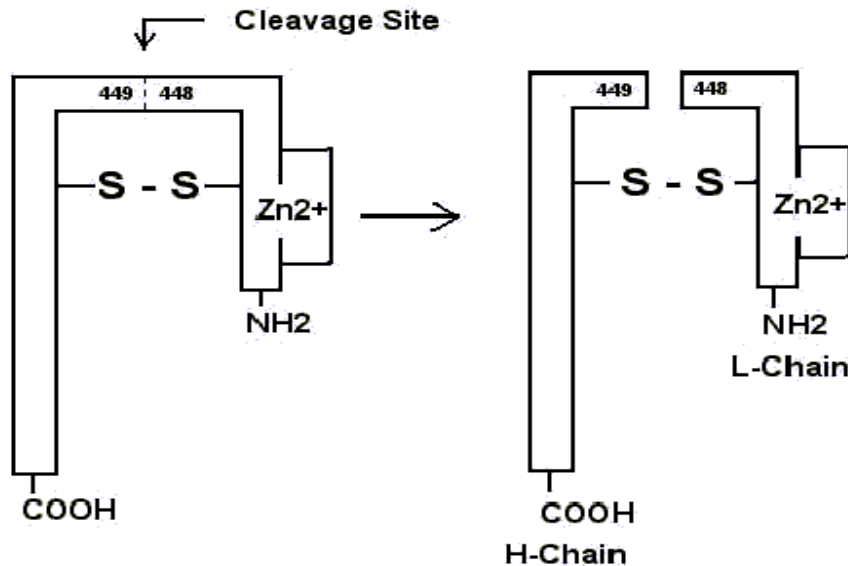 Cleavage Site
449 448
S - S
Zn2+
NH2
COOH
449 448
S - S
Zn2+
NH2
L-Chain
COOH
H-Chain